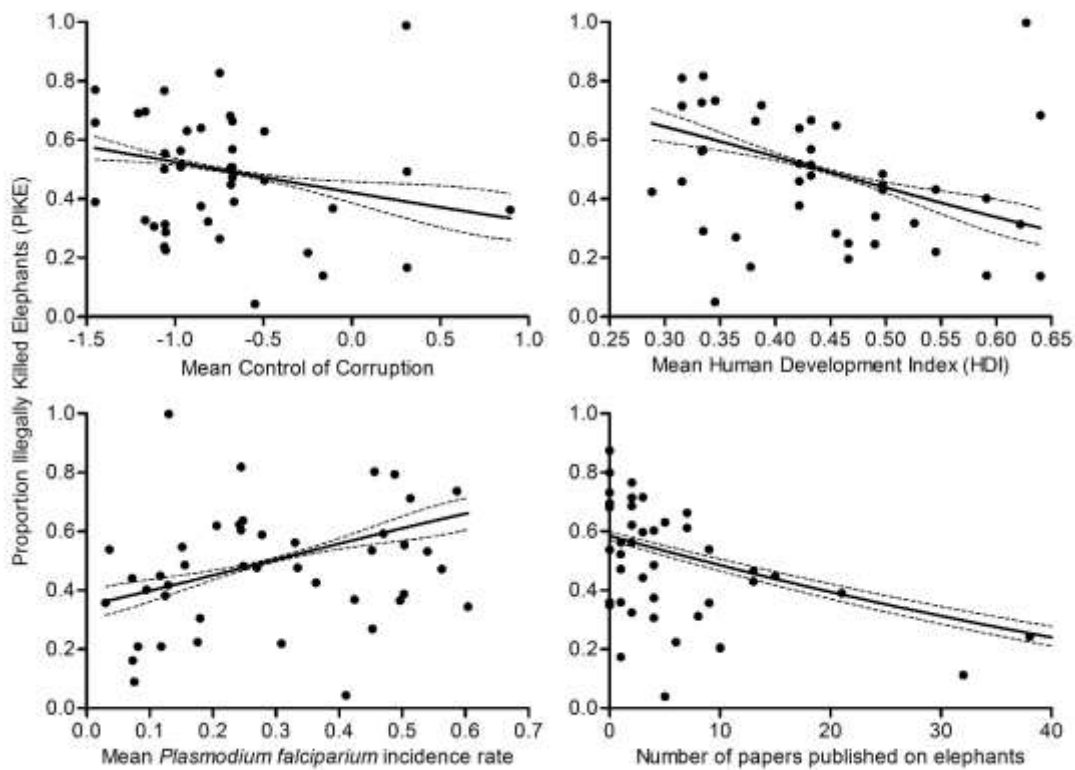 Proportion Illegally Killed Elephants (PIKE)
1.0
0.8
0.6
0.4
0.2
0.0
-1.5 -1.0 -0.5 0.0 0.5 1.0
Mean Control of Corruption
1.0
0.8
0.6
0.4
0.2
0.0
0.25 0.30 0.35 0.40 0.45 0.50 0.55 0.60 0.65
Mean Human Development Index (HDI)
1.0
0.8
0.6
0.4
0.2
0.0
0.0 0.1 0.2 0.3 0.4 0.5 0.6 0.7
Mean Plasmodium falciparium incidence rate
1.0
0.8
0.6
0.4
0.2
0.0
0 10 20 30 40
Number of papers published on elephants